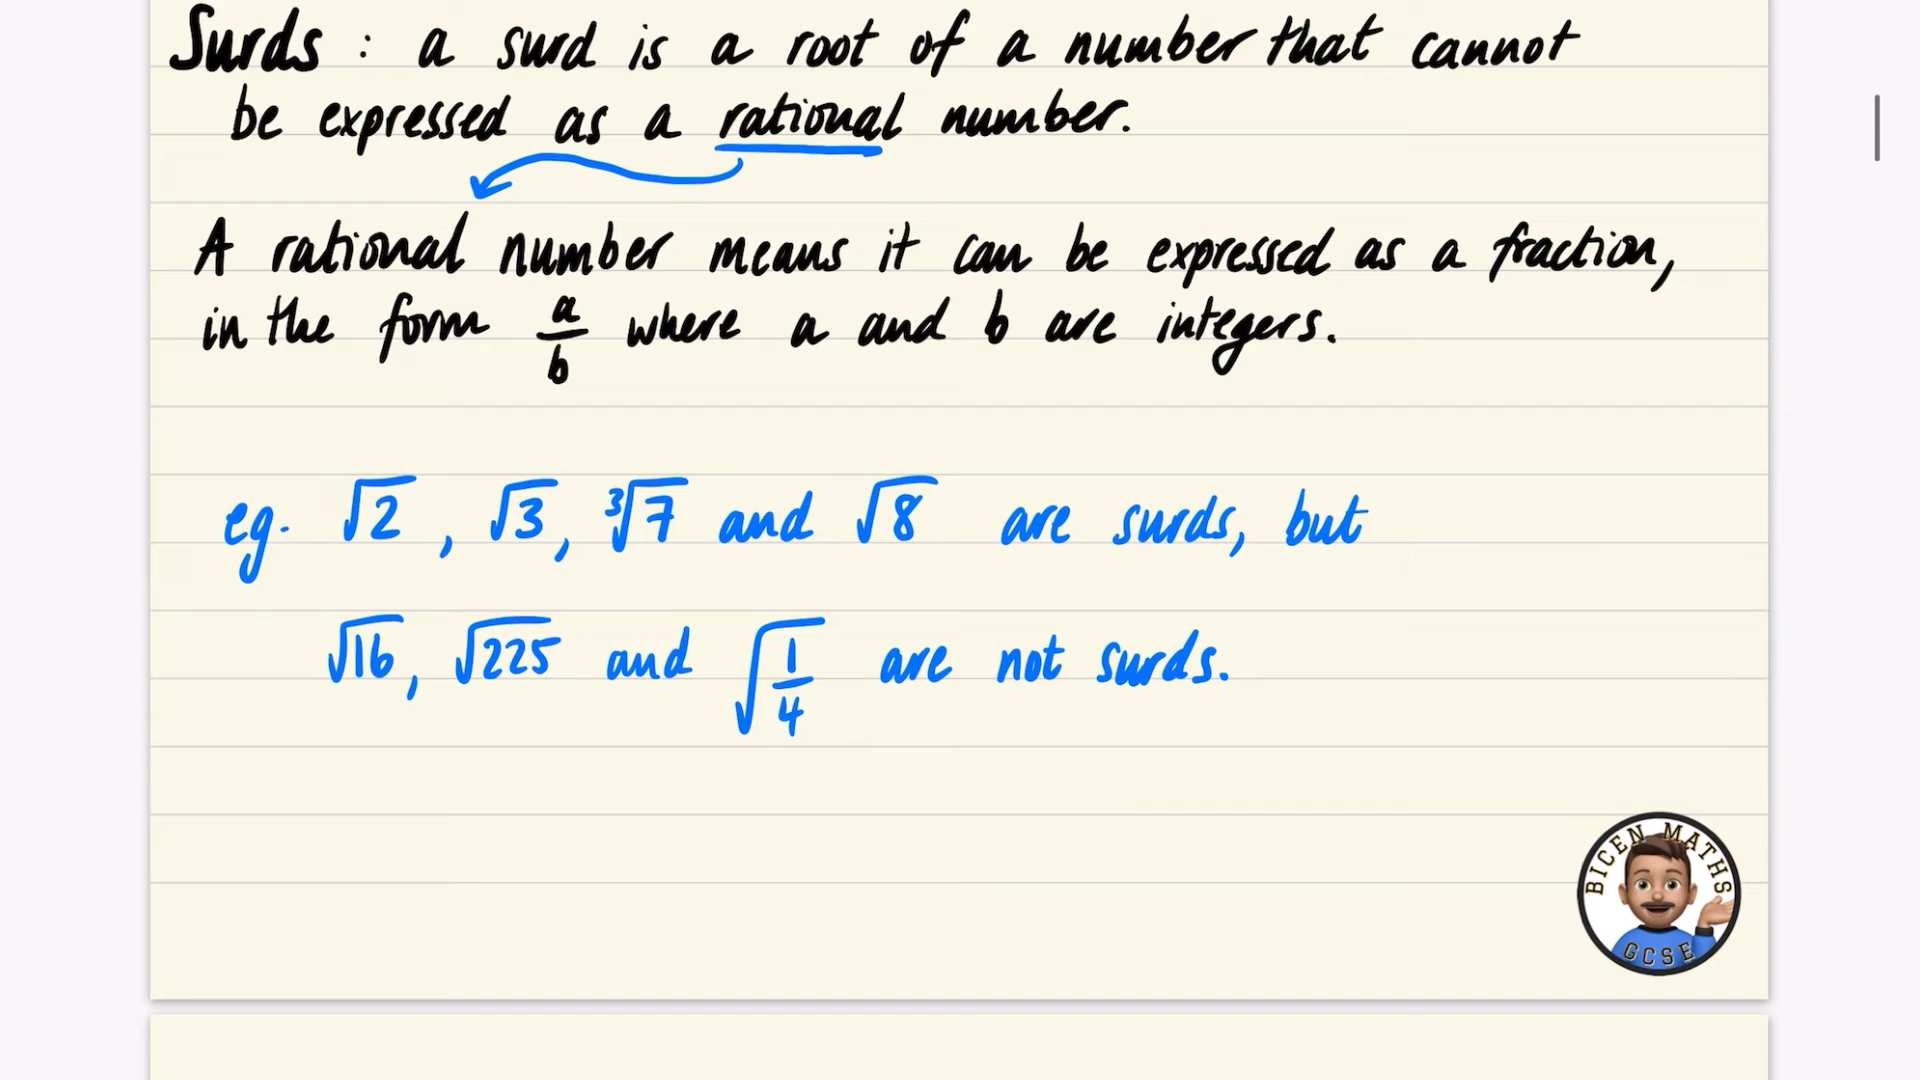 Surds : a surd is a root of a number that cannot
be expressed as a rational number.
A rational number means it can be expressed as a fraction,
in the form a/b where a and b are integers.
eg. √2 , √3, ³√7 and √8 are surds, but
√16, √225 and √(1/4) are not surds.
BICEN MATHS
GCSE